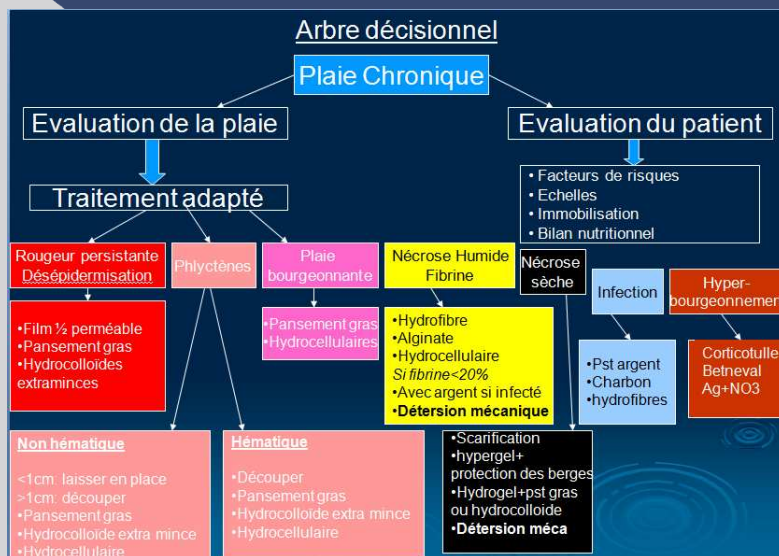 Arbre décisionnel
Plaie Chronique
Evaluation de la plaie
Evaluation du patient
Traitement adapté
• Facteurs de risques
• Echelles
• Immobilisation
• Bilan nutritionnel
Rougeur persistante
Désépidermisation
Phlyctènes
Plaie
bourgeonnante
Nécrose Humide
Fibrine
Nécrose
sèche
Infection
Hyper-
bourgeonnement
•Film ½ perméable
•Pansement gras
•Hydrocolloïdes
extraminces
•Pansement gras
•Hydrocellulaires
•Hydrofibre
•Alginate
•Hydrocellulaire
Si fibrine<20%
•Avec argent si infecté
•Détersion mécanique
•Pst argent
•Charbon
•hydrofibres
Corticotulle
Betneval
Ag+NO3
Non hématique
<1cm: laisser en place
>1cm: découper
•Pansement gras
•Hydrocolloïde extra mince
•Hydrocellulaire
Hématique
•Découper
•Pansement gras
•Hydrocolloïde extra mince
•Hydrocellulaire
•Scarification
•hypergel+
protection des berges
•Hydrogel+pst gras
ou hydrocolloide
•Détersion méca